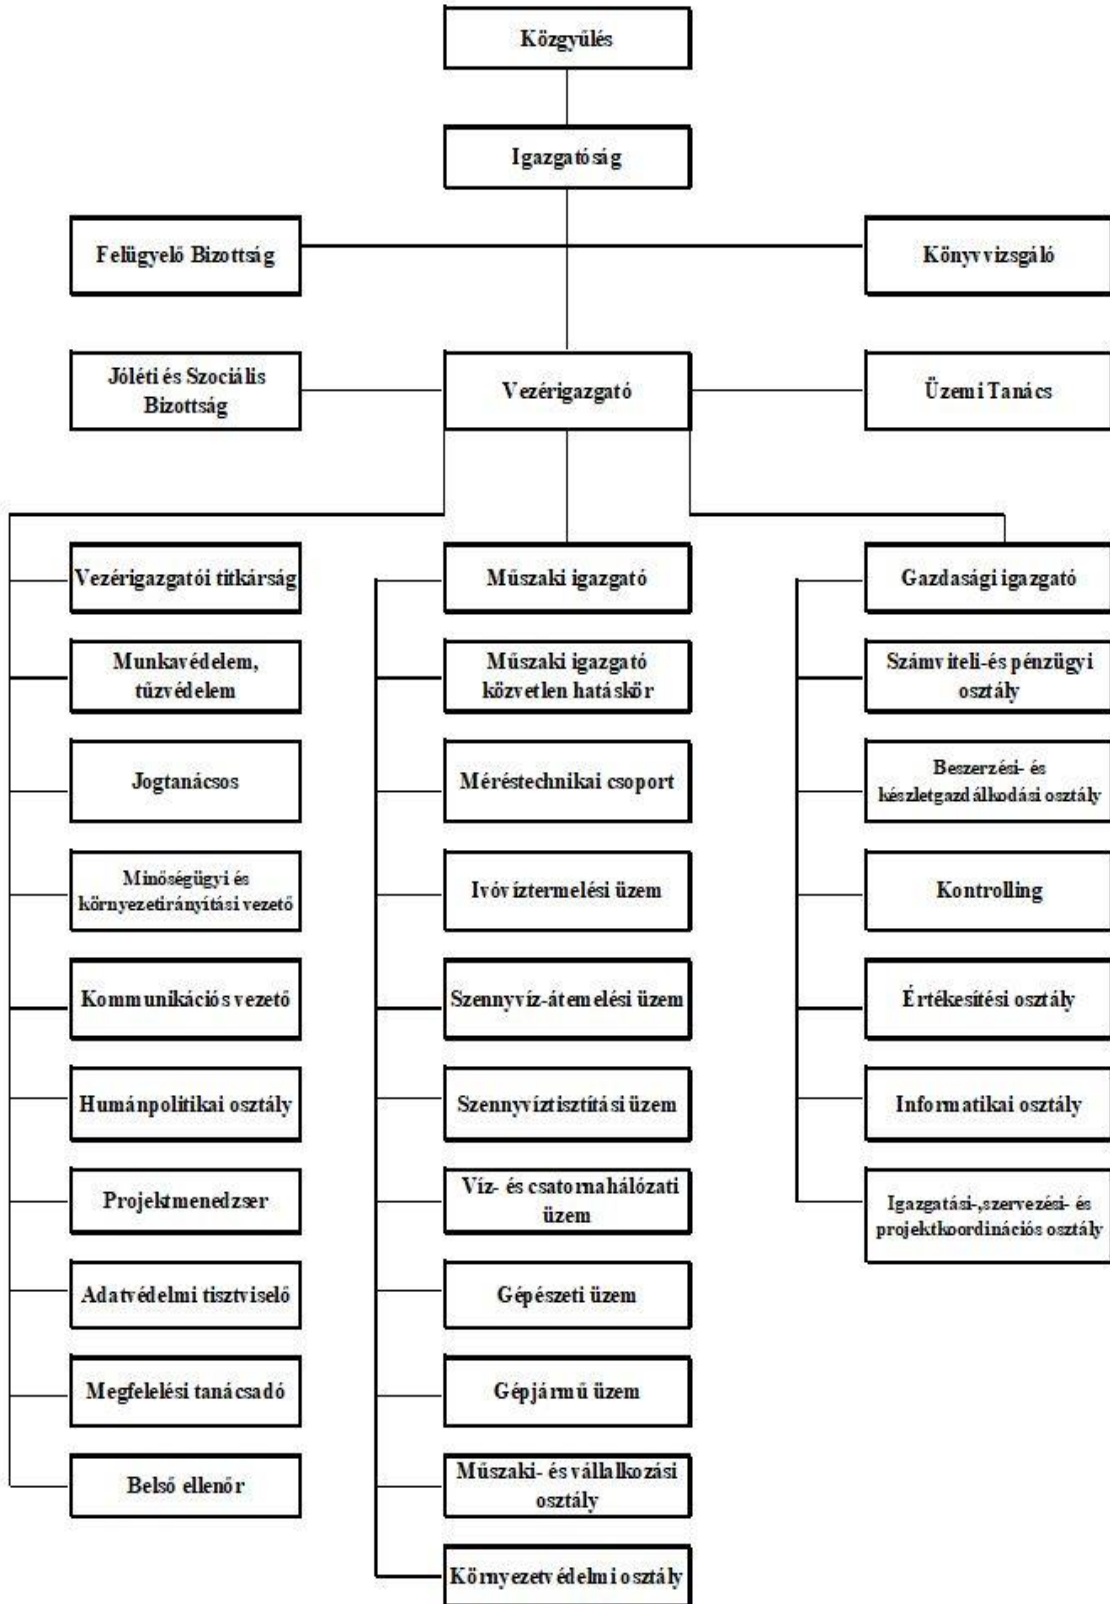 Közgyűlés
Igazgatóság
Felügyelő Bizottság
Könyvvizsgáló
Jóléti és Szociális
Bizottság
Vezérigazgató
Üzemi Tanács
Vezérigazgatói titkárság
Munkavédelem,
tűzvédelem
Jogtanácsos
Minőségügyi és
környezetirányítási vezető
Kommunikációs vezető
Humánpolitikai osztály
Projektmenedzser
Adatvédelmi tisztviselő
Megfelelési tanácsadó
Belső ellenőr
Műszaki igazgató
Műszaki igazgató
közvetlen hatáskör
Méréstechnikai csoport
Ivóvíztermelési üzem
Szennyvíz-átemelési üzem
Szennyvíztisztítási üzem
Víz- és csatornahálózati
üzem
Gépészeti üzem
Gépjármű üzem
Műszaki- és vállalkozási
osztály
Környezetvédelmi osztály
Gazdasági igazgató
Számviteli-és pénzügyi
osztály
Beszerzési- és
készletgazdálkodási osztály
Kontrolling
Értékesítési osztály
Informatikai osztály
Igazgatási-,szervezési- és
projektkoordinációs osztály